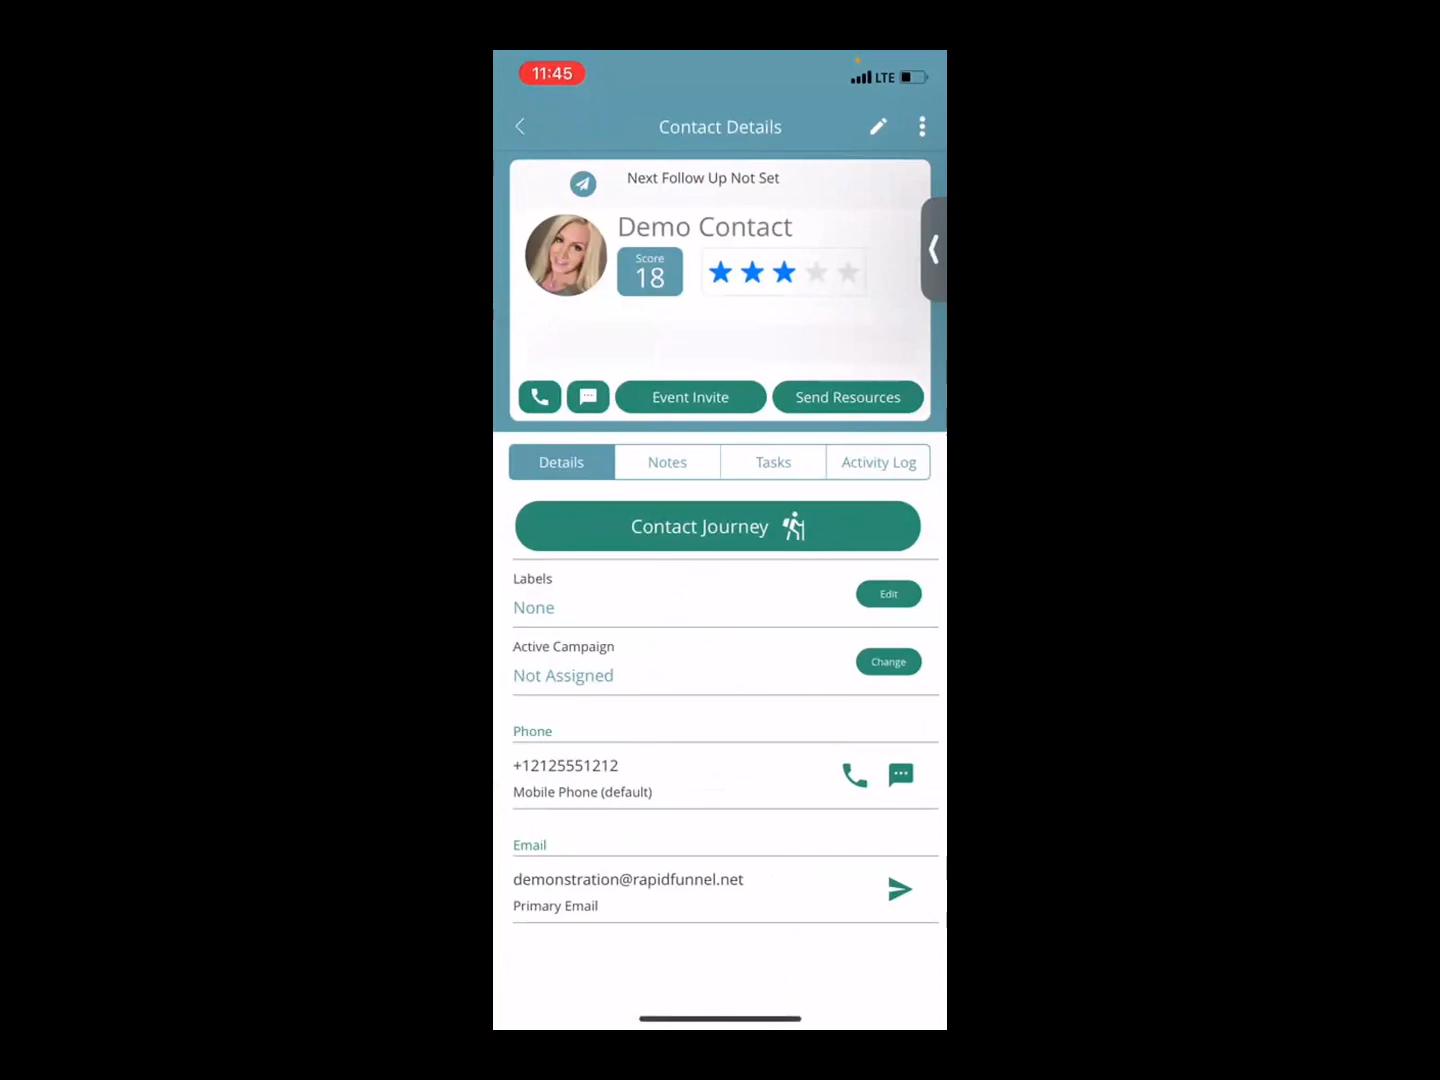 11:45
LTE
Contact Details
Next Follow Up Not Set
Demo Contact
Score
18
Event Invite
Send Resources
Details
Notes
Tasks
Activity Log
Contact Journey
Labels
Edit
None
Active Campaign
Change
Not Assigned
Phone
+12125551212
Mobile Phone (default)
Email
demonstration@rapidfunnel.net
Primary Email